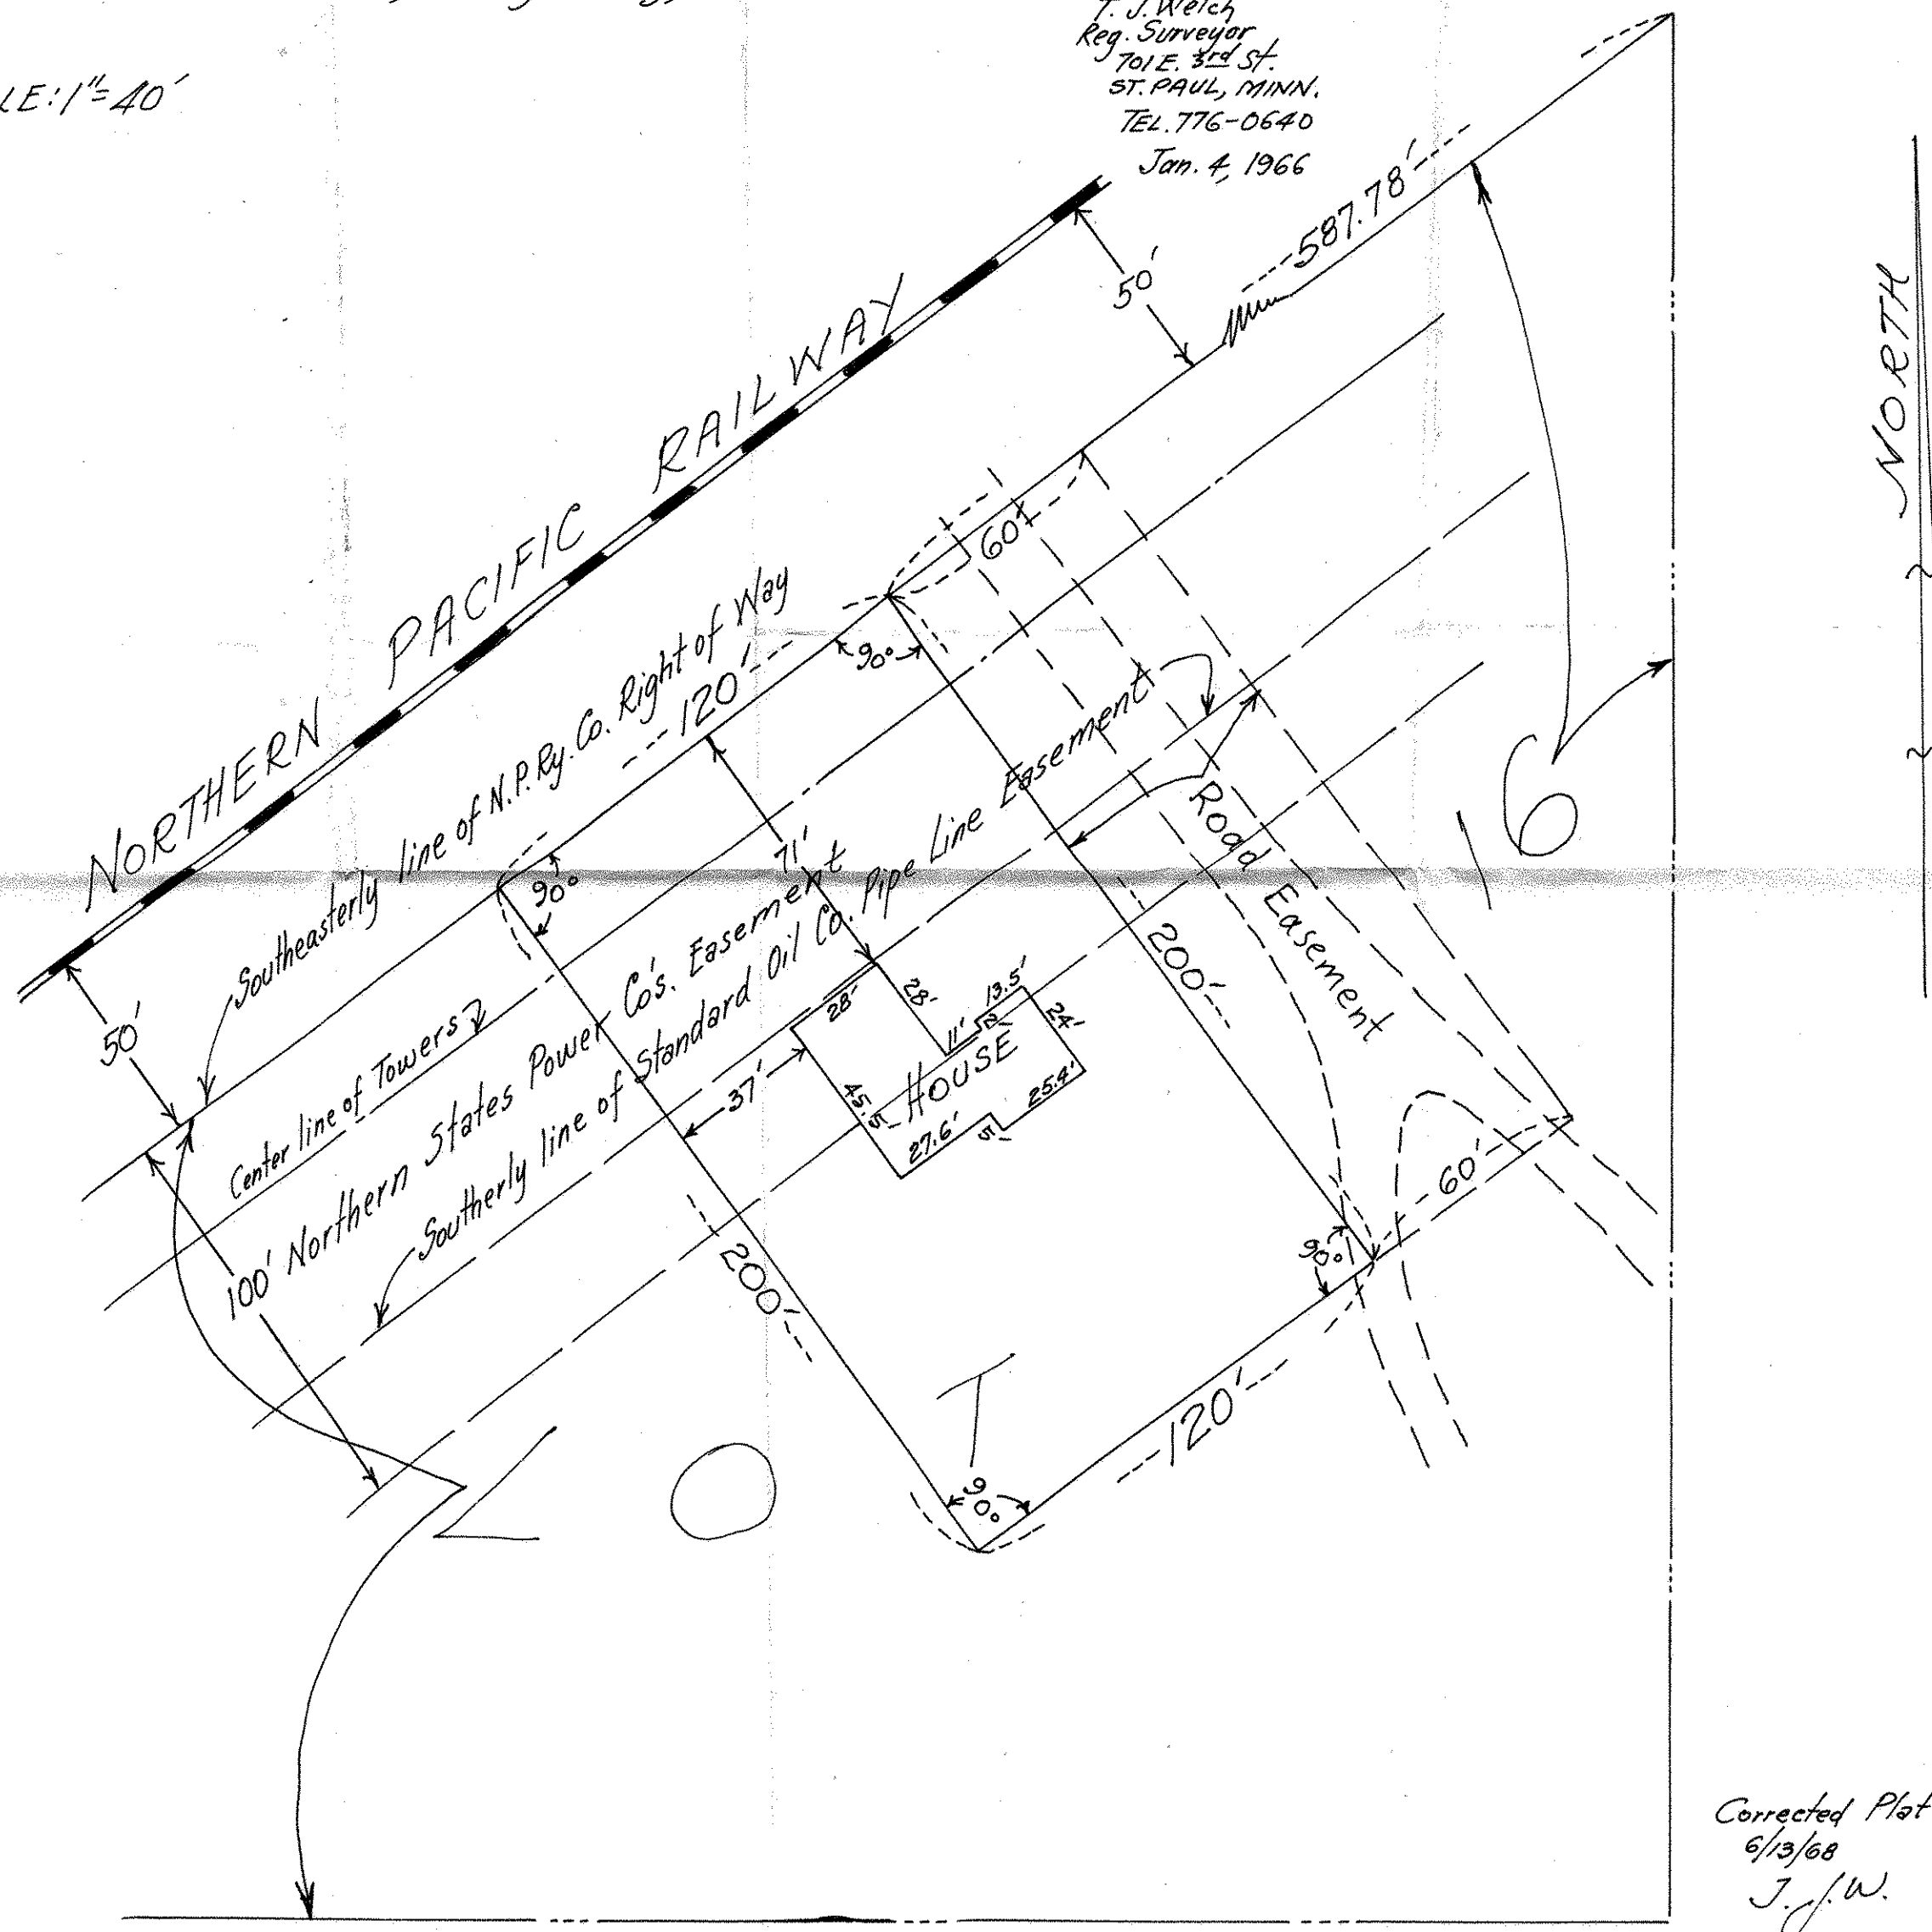 T. J. Welch
Reg. Surveyor
701 E. 3rd St.
ST. PAUL, MINN.
TEL. 776-0640
Jan. 4, 1966
LE: 1"=40'
587.78'
50'
NORTH
NORTHERN PACIFIC RAILWAY
60'
Southeasterly line of N.P. Ry. Co. Right of Way
120'
90°
90°
71'
50'
Center line of Towers
100' Northern States Power Co's. Easement
Southerly line of Standard Oil Co. Pipe Line Easement
Road Easement
200'
LOT 16
28'
28'
13.5'
11'
2'
24'
HOUSE
37'
45.5'
25.4'
27.6'
5'
60'
90°
200'
120'
90°
Corrected Plat
6/13/68
T.J.W.